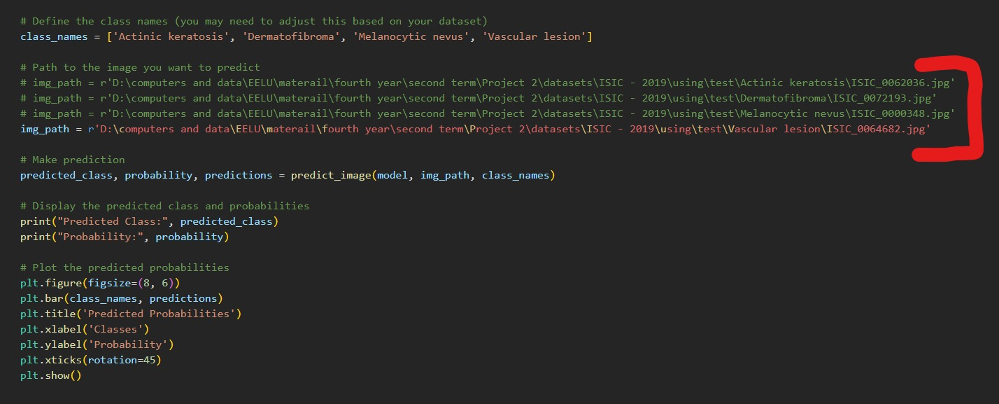 # Define the class names (you may need to adjust this based on your dataset)
class_names = ['Actinic keratosis', 'Dermatofibroma', 'Melanocytic nevus', 'Vascular lesion']
# Path to the image you want to predict
# img_path = r'D:\computers and data\EELU\materail\fourth year\second term\Project 2\datasets\ISIC - 2019\using\test\Actinic keratosis\ISIC_0062036.jpg'
# img_path = r'D:\computers and data\EELU\materail\fourth year\second term\Project 2\datasets\ISIC - 2019\using\test\Dermatofibroma\ISIC_0072193.jpg'
# img_path = r'D:\computers and data\EELU\materail\fourth year\second term\Project 2\datasets\ISIC - 2019\using\test\Melanocytic nevus\ISIC_0000348.jpg'
img_path = r'D:\computers and data\EELU\materail\fourth year\second term\Project 2\datasets\ISIC - 2019\using\test\Vascular lesion\ISIC_0064682.jpg'
# Make prediction
predicted_class, probability, predictions = predict_image(model, img_path, class_names)
# Display the predicted class and probabilities
print("Predicted Class:", predicted_class)
print("Probability:", probability)
# Plot the predicted probabilities
plt.figure(figsize=(8, 6))
plt.bar(class_names, predictions)
plt.title('Predicted Probabilities')
plt.xlabel('Classes')
plt.ylabel('Probability')
plt.xticks(rotation=45)
plt.show()